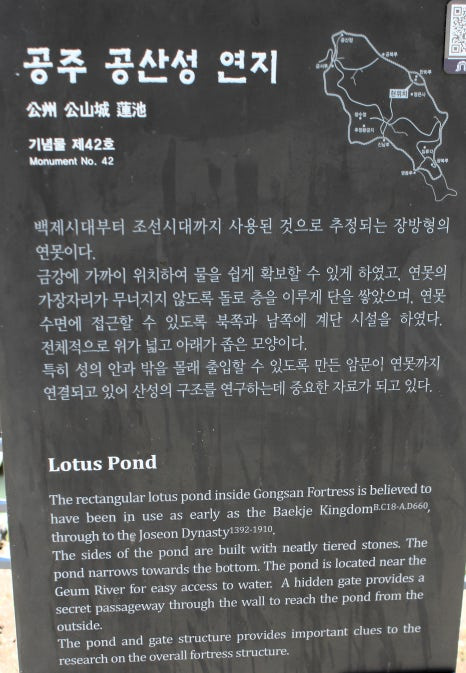 공주 공산성 연지
公州 公山城 蓮池
기념물 제42호
Monument No. 42
현위치
백제시대부터 조선시대까지 사용된 것으로 추정되는 장방형의
연못이다.
금강에 가까이 위치하여 물을 쉽게 확보할 수 있게 하였고, 연못의
가장자리가 무너지지 않도록 돌로 층을 이루게 단을 쌓았으며, 연못
수면에 접근할 수 있도록 북쪽과 남쪽에 계단 시설을 하였다.
전체적으로 위가 넓고 아래가 좁은 모양이다.
특히 성의 안과 밖을 몰래 출입할 수 있도록 만든 암문이 연못까지
연결되고 있어 산성의 구조를 연구하는데 중요한 자료가 되고 있다.
Lotus Pond
The rectangular lotus pond inside Gongsan Fortress is believed to
have been in use as early as the Baekje KingdomB.C18-A.D660,
through to the Joseon Dynasty1392-1910.
The sides of the pond are built with neatly tiered stones. The
pond narrows towards the bottom. The pond is located near the
Geum River for easy access to water. A hidden gate provides a
secret passageway through the wall to reach the pond from the
outside.
The pond and gate structure provides important clues to the
research on the overall fortress structure.